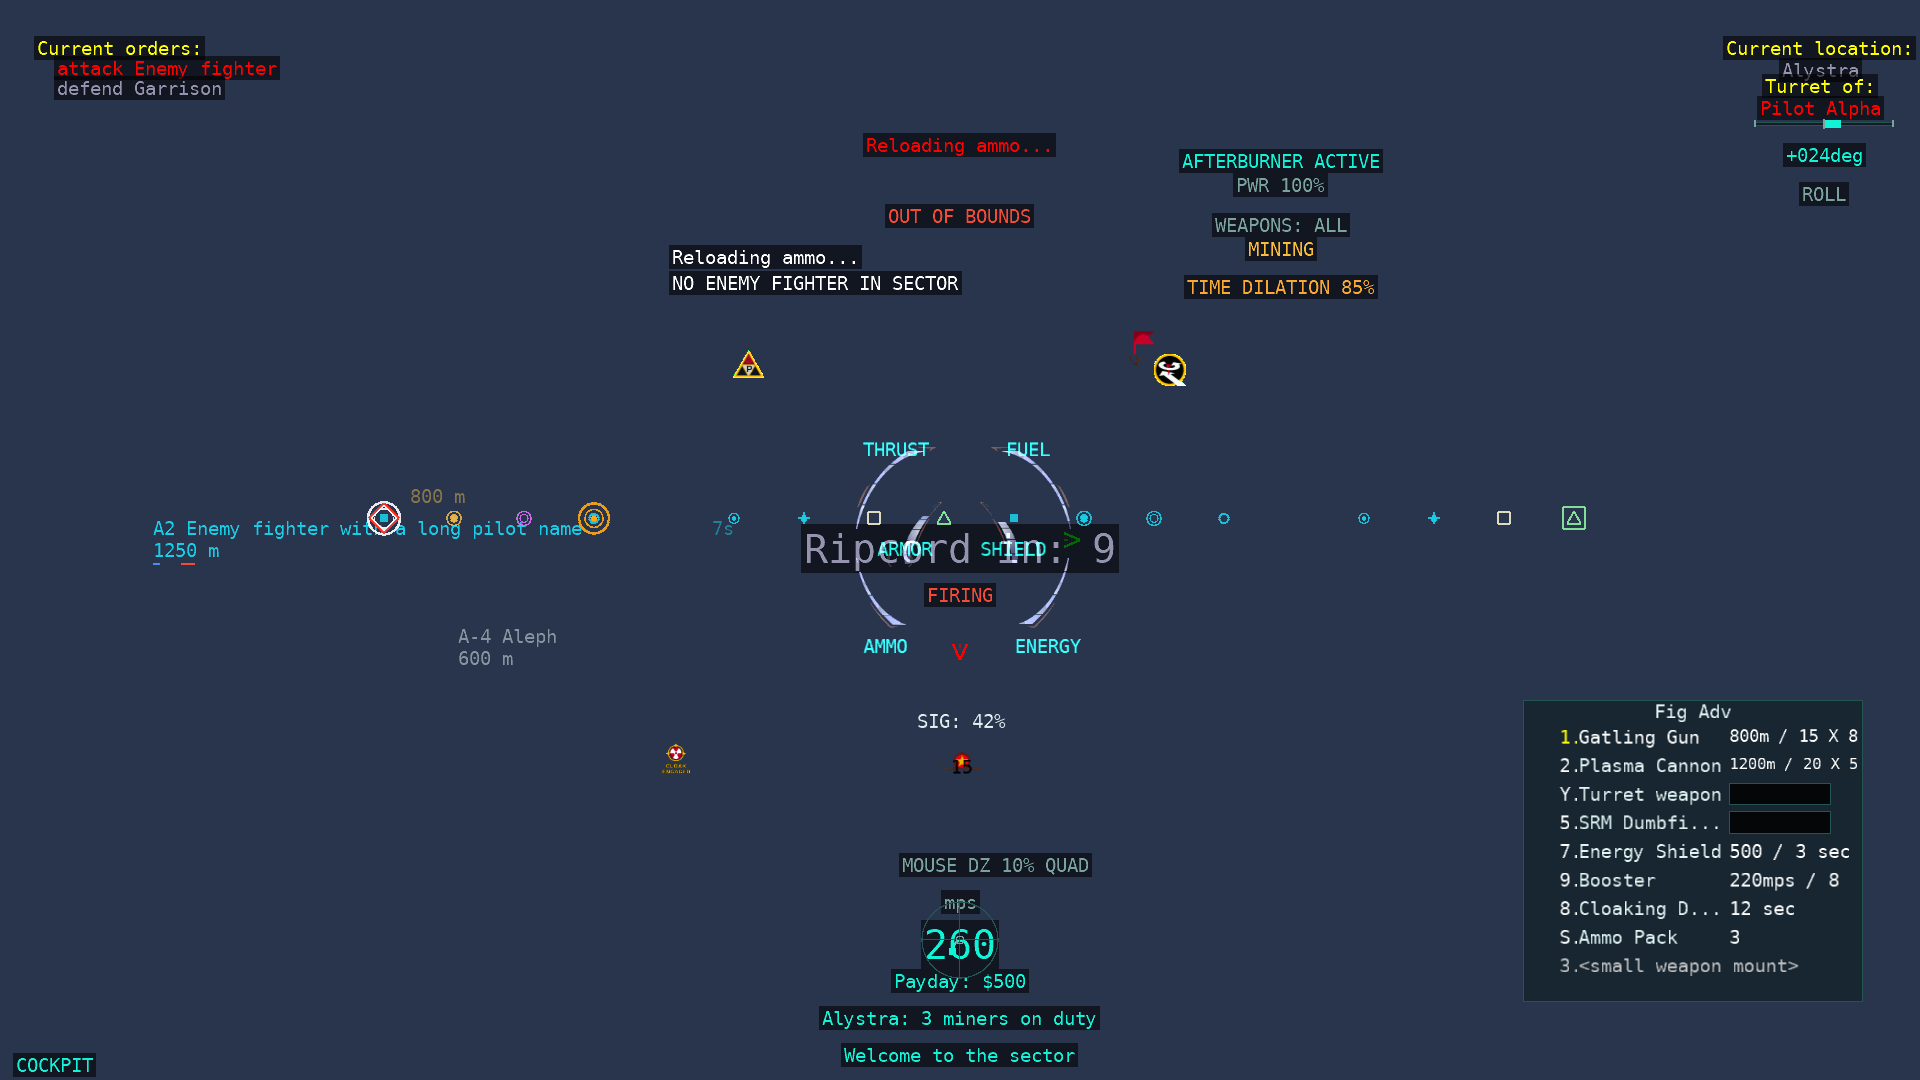 Current orders:
attack Enemy fighter
defend Garrison
Current location:
Alystra
Turret of:
Pilot Alpha
+024deg
ROLL
Reloading ammo...
OUT OF BOUNDS
Reloading ammo...
NO ENEMY FIGHTER IN SECTOR
AFTERBURNER ACTIVE
PWR 100%
WEAPONS: ALL
MINING
TIME DILATION 85%
P
THRUST
FUEL
800 m
A2 Enemy fighter with a long pilot name
1250 m
7s
ARMOR
SHIELD
>
Ripcord in: 9
FIRING
AMMO
ENERGY
V
A-4 Aleph
600 m
SIG: 42%
CLOAK
ENGAGED
15
Fig Adv
1.Gatling Gun 800m / 15 X 8
2.Plasma Cannon 1200m / 20 X 5
Y.Turret weapon
5.SRM Dumbfi...
7.Energy Shield 500 / 3 sec
9.Booster 220mps / 8
8.Cloaking D... 12 sec
S.Ammo Pack 3
3.<small weapon mount>
MOUSE DZ 10% QUAD
mps
260
Payday: $500
Alystra: 3 miners on duty
Welcome to the sector
COCKPIT